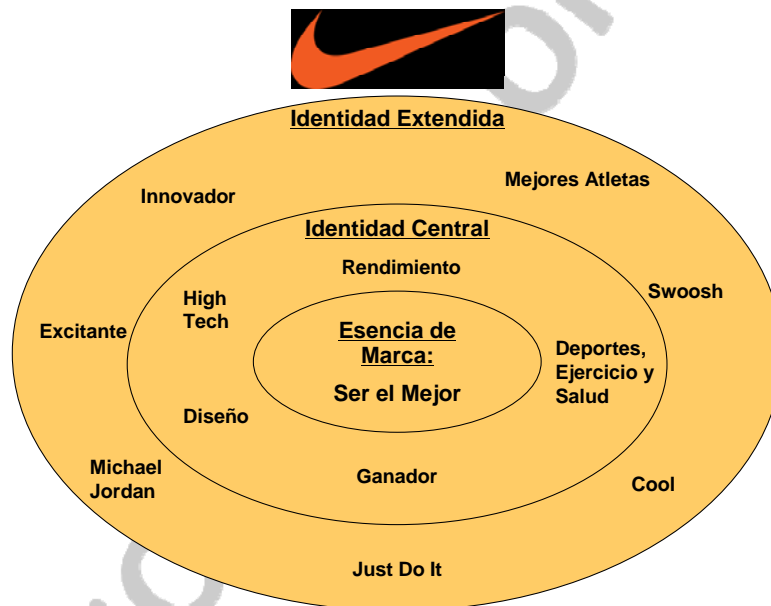 Identidad Extendida
Mejores Atletas
Innovador
Identidad Central
Rendimiento
Swoosh
High
Tech
Excitante
Esencia de
Marca:
Ser el Mejor
Deportes,
Ejercicio y
Salud
Diseño
Michael
Jordan
Ganador
Cool
Just Do It